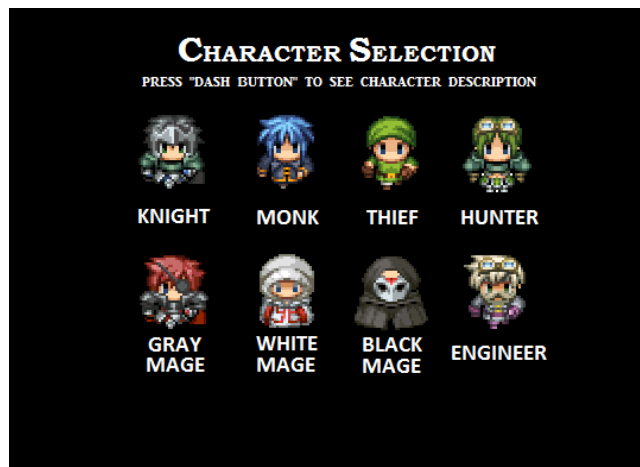 CHARACTER SELECTION
PRESS "DASH BUTTON" TO SEE CHARACTER DESCRIPTION
KNIGHT
MONK
THIEF
HUNTER
GRAY
MAGE
WHITE
MAGE
BLACK
MAGE
ENGINEER